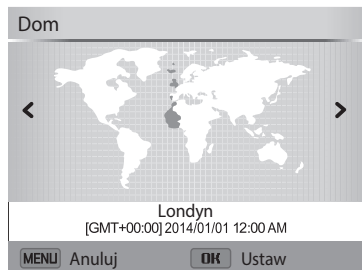 Dom
Londyn
[GMT+00:00] 2014/01/01 12:00 AM
MENU Anuluj OK Ustaw